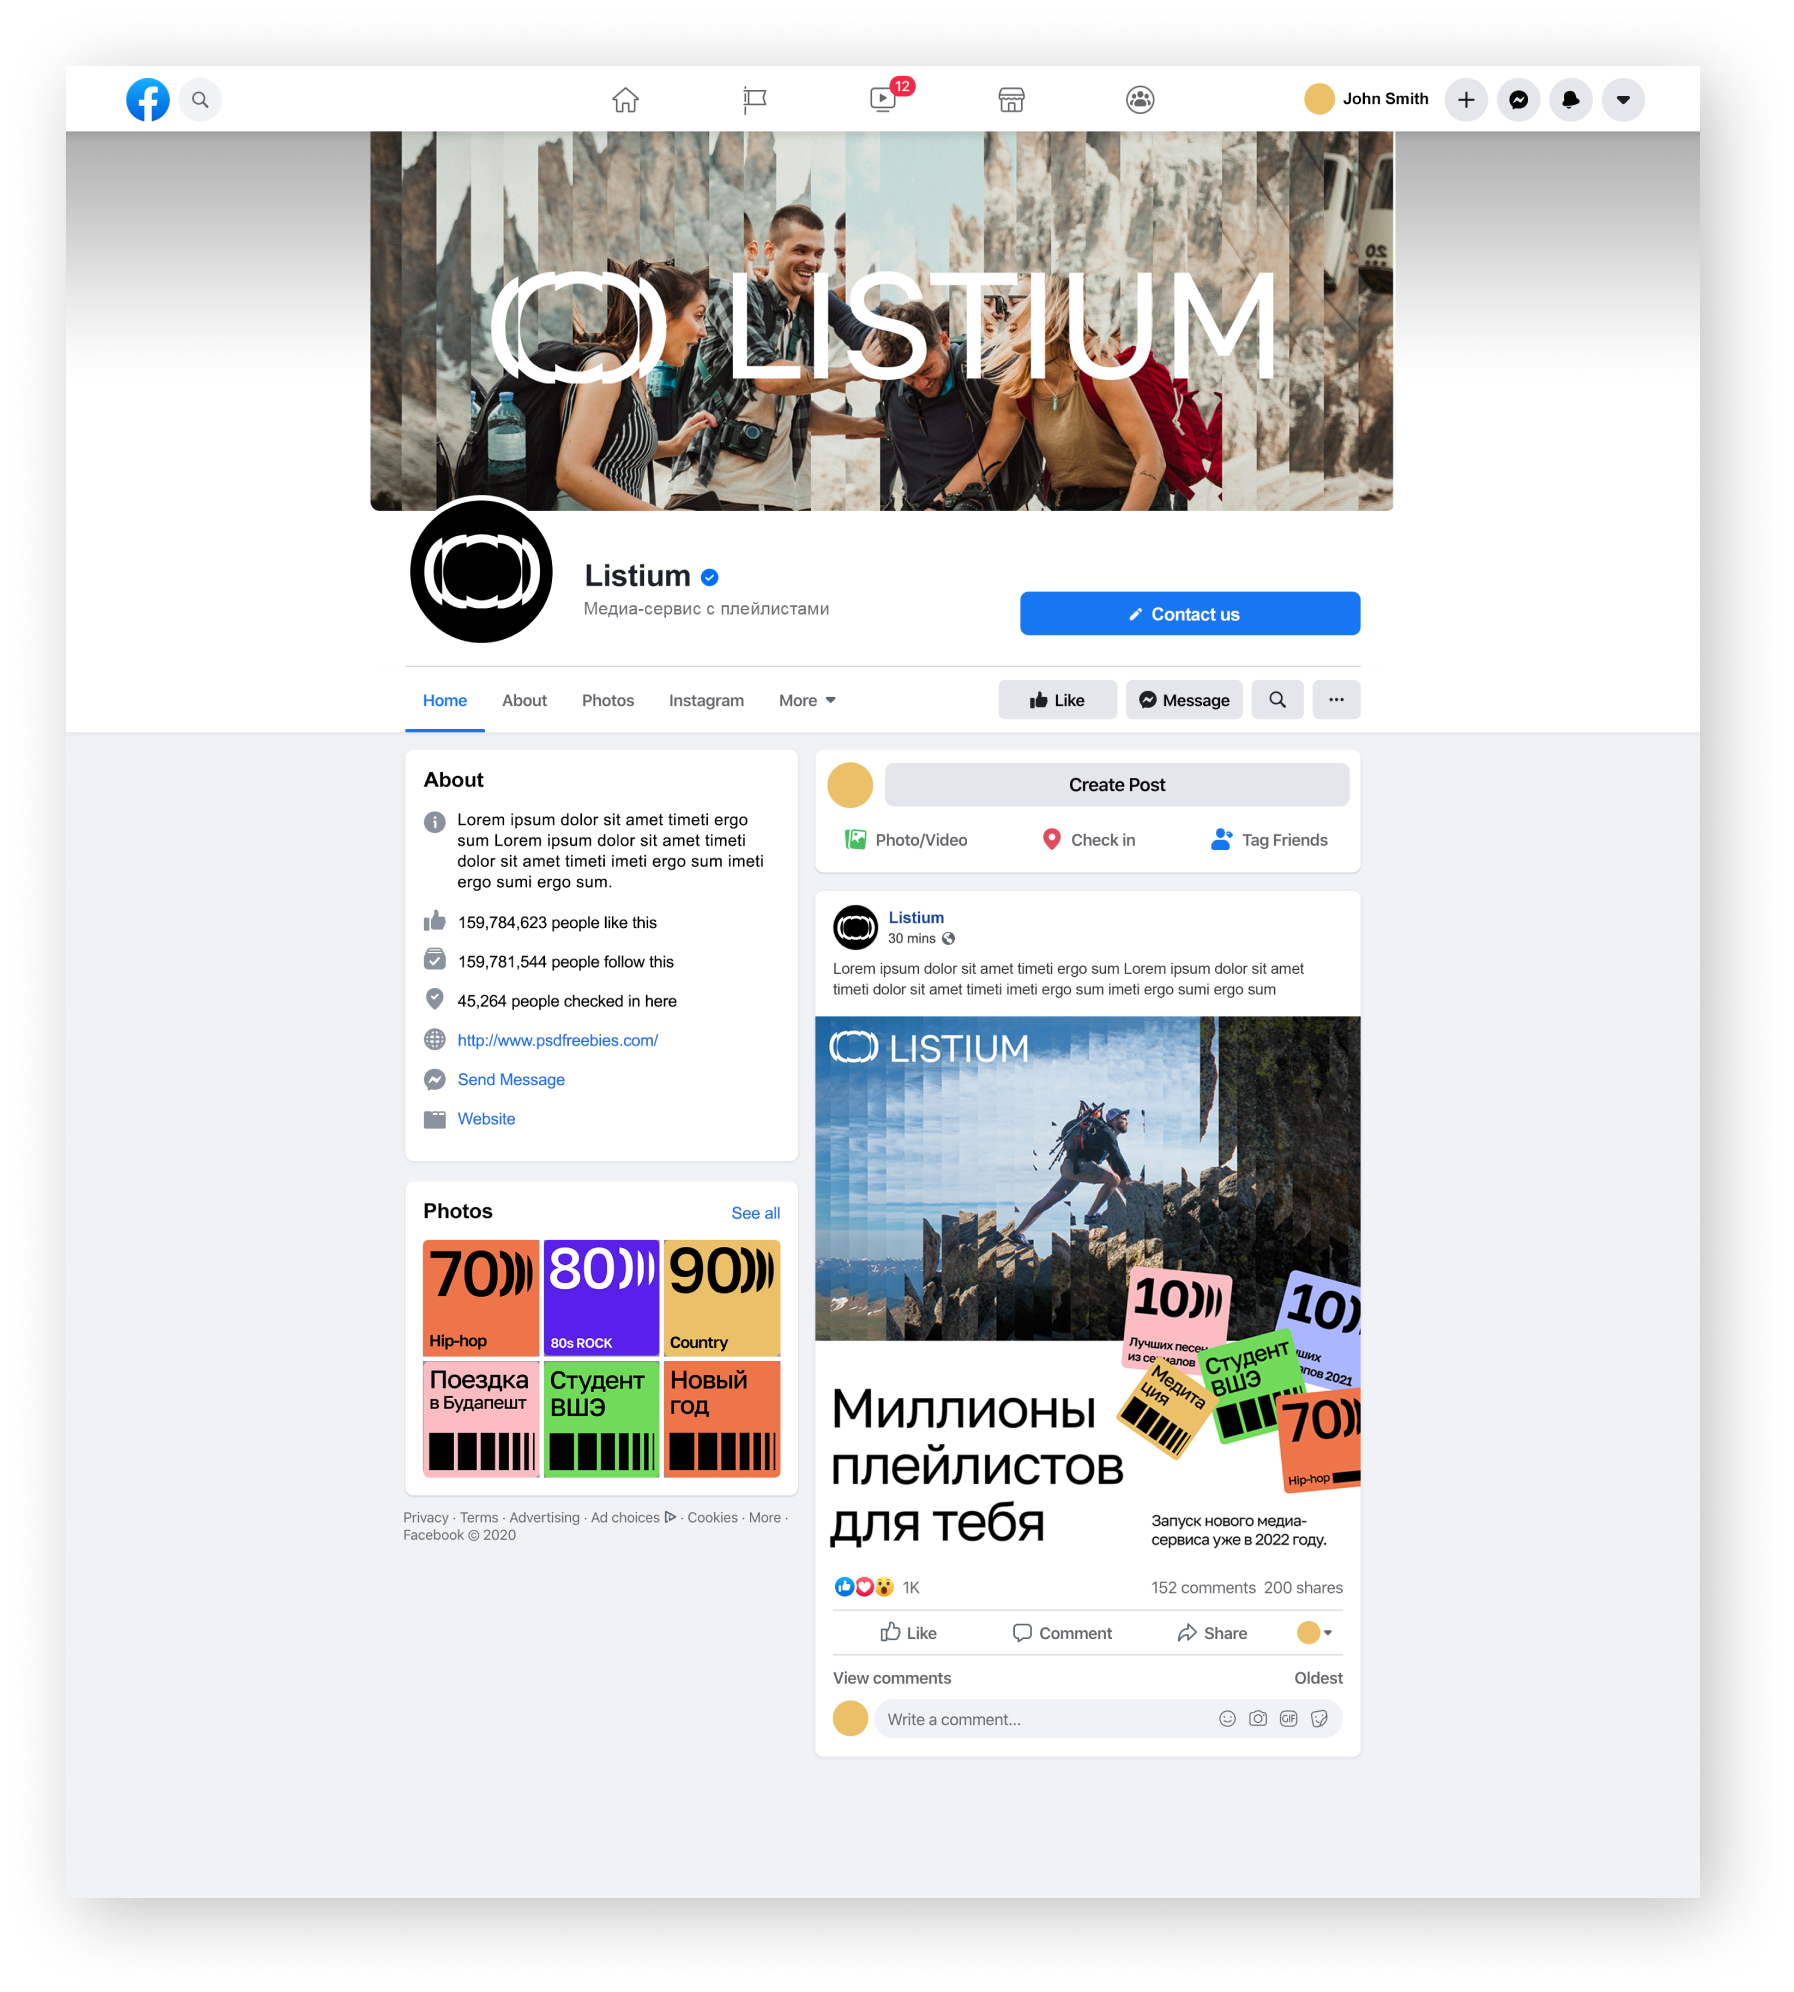 12
John Smith
20
LISTIUM
Listium
Медиа-сервис с плейлистами
Contact us
Home
About
Photos
Instagram
More
Like
Message
About
Lorem ipsum dolor sit amet timeti ergo
sum Lorem ipsum dolor sit amet timeti
dolor sit amet timeti imeti ergo sum imeti
ergo sumi ergo sum.
159,784,623 people like this
159,781,544 people follow this
45,264 people checked in here
http://www.psdfreebies.com/
Send Message
Website
Photos
See all
70
Hip-hop
80
80s ROCK
90
Country
Поездка
в Будапешт
Студент
ВШЭ
Новый
год
Privacy · Terms · Advertising · Ad choices · Cookies · More ·
Facebook © 2020
Create Post
Photo/Video
Check in
Tag Friends
Listium
30 mins
Lorem ipsum dolor sit amet timeti ergo sum Lorem ipsum dolor sit amet
timeti dolor sit amet timeti imeti ergo sum imeti ergo sumi ergo sum
LISTIUM
10
Лучших
из
10
2021
Студент
ВШЭ
Медита
ция
70
Hip-hop
Миллионы
плейлистов
для тебя
Запуск нового медиа-
сервиса уже в 2022 году.
1K
152 comments 200 shares
Like
Comment
Share
View comments
Oldest
Write a comment...
GIF